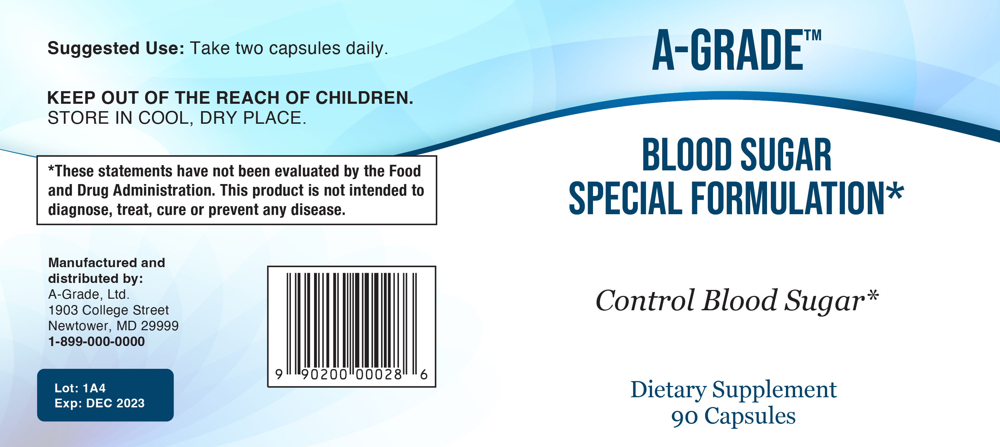 Suggested Use: Take two capsules daily.
KEEP OUT OF THE REACH OF CHILDREN.
STORE IN COOL, DRY PLACE.
*These statements have not been evaluated by the Food
and Drug Administration. This product is not intended to
diagnose, treat, cure or prevent any disease.
Manufactured and
distributed by:
A-Grade, Ltd.
1903 College Street
Newtower, MD 29999
1-899-000-0000
Lot: 1A4
Exp: DEC 2023
9 90200 00028 6
A-GRADE™
BLOOD SUGAR
SPECIAL FORMULATION*
Control Blood Sugar*
Dietary Supplement
90 Capsules